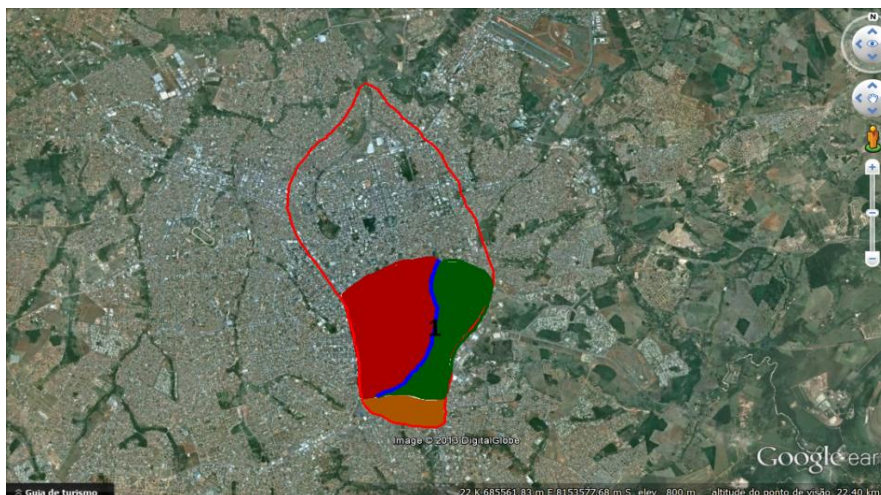 N
1
Image © 2013 DigitalGlobe
Google ear
Guia de turismo
22 K 685561.83 m E 8153577.68 m S elev 800 m altitude do ponto de visão 22.40 km